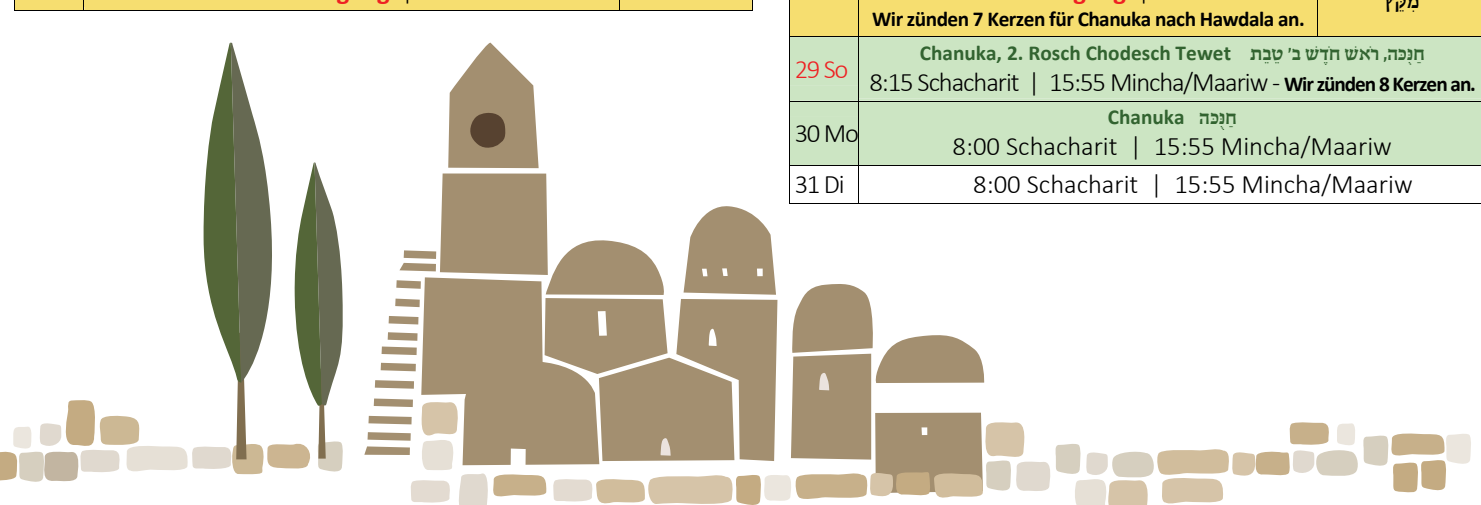 מִקֵּץ
Wir zünden 7 Kerzen für Chanuka nach Hawdala an.
29 So
Chanuka, 2. Rosch Chodesch Tewet חֲנֻכָּה, רֹאשׁ חֹדֶשׁ ב' טֵבֵת
8:15 Schacharit | 15:55 Mincha/Maariw - Wir zünden 8 Kerzen an.
30 Mo
Chanuka חֲנֻכָּה
8:00 Schacharit | 15:55 Mincha/Maariw
31 Di
8:00 Schacharit | 15:55 Mincha/Maariw